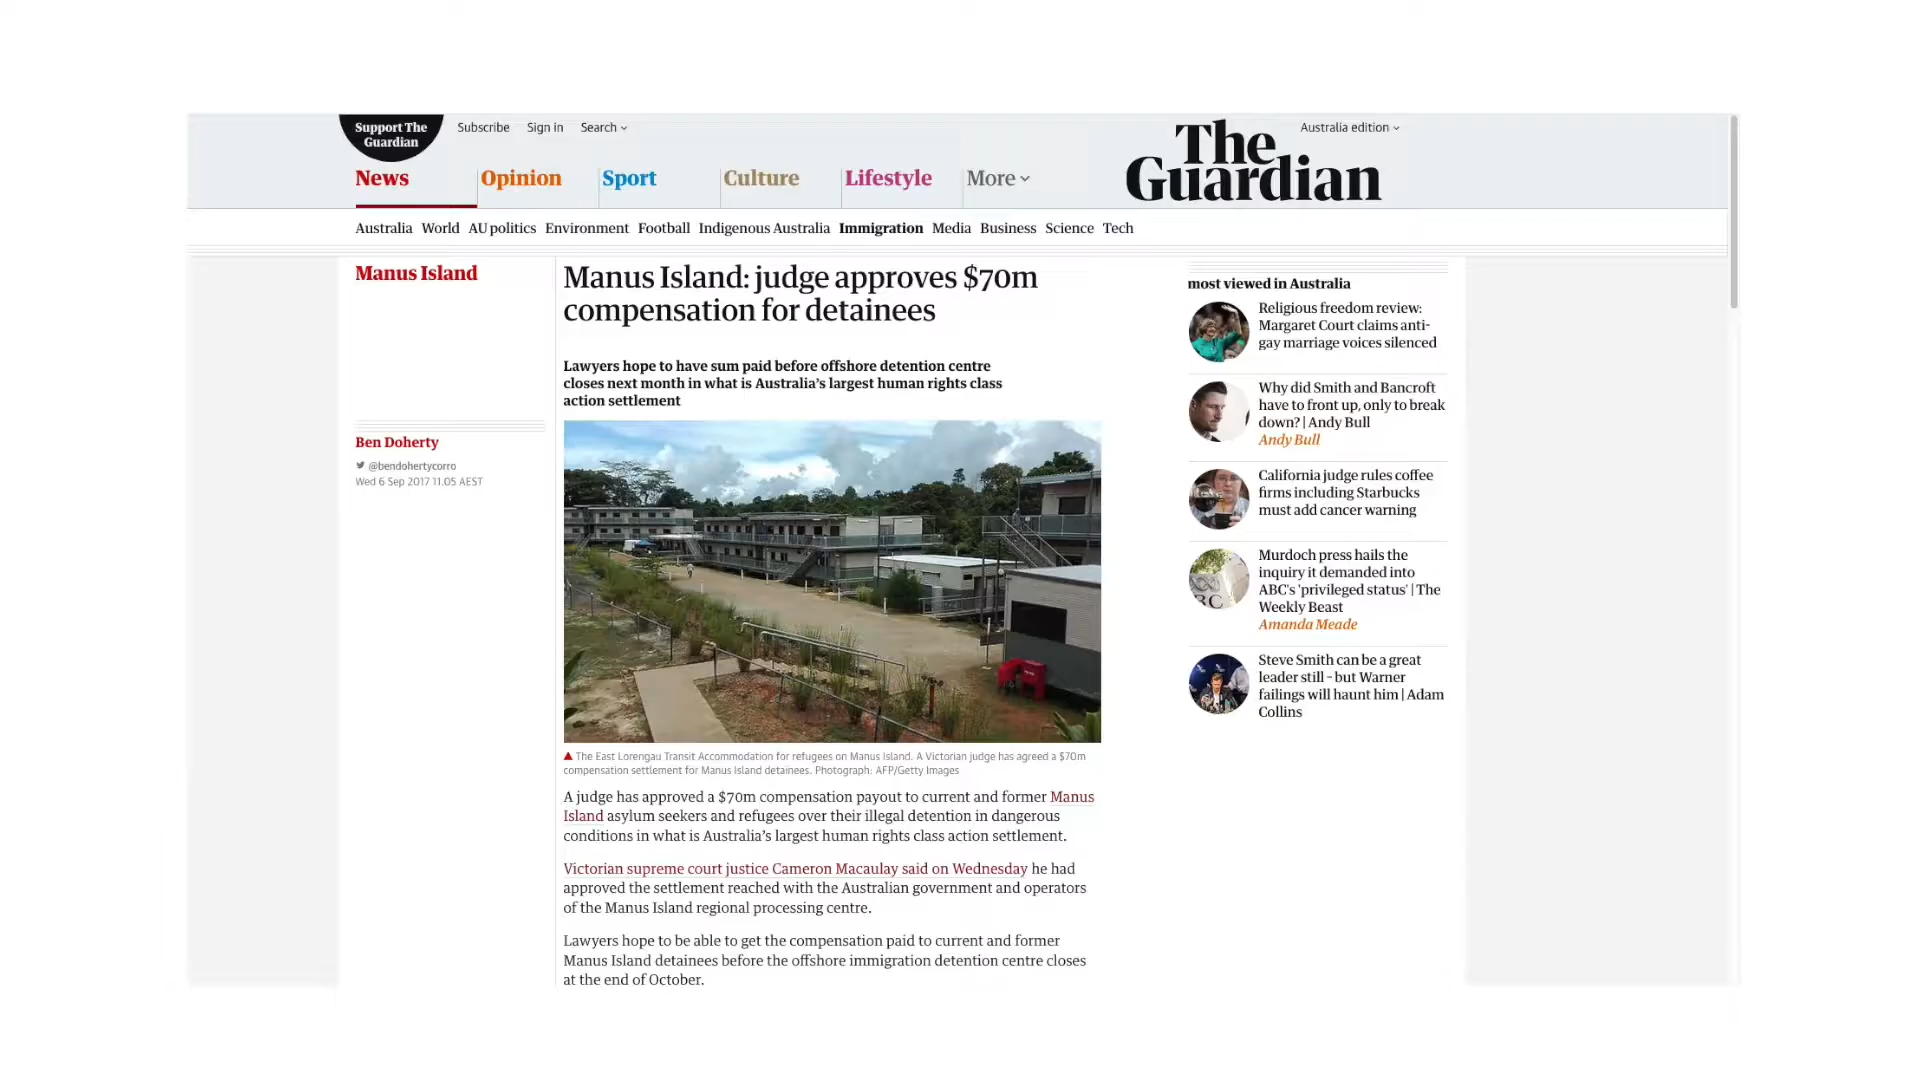 Support The
Guardian
Subscribe Sign in Search
Australia edition
The
Guardian
News Opinion Sport Culture Lifestyle More
Australia World AU politics Environment Football Indigenous Australia Immigration Media Business Science Tech
Manus Island
Manus Island: judge approves $70m
compensation for detainees
Lawyers hope to have sum paid before offshore detention centre
closes next month in what is Australia's largest human rights class
action settlement
Ben Doherty
@bendohertycorro
Wed 6 Sep 2017 11.05 AEST
The East Lorengau Transit Accommodation for refugees on Manus Island. A Victorian judge has agreed a $70m
compensation settlement for Manus Island detainees. Photograph: AFP/Getty Images
A judge has approved a $70m compensation payout to current and former Manus
Island asylum seekers and refugees over their illegal detention in dangerous
conditions in what is Australia's largest human rights class action settlement.
Victorian supreme court justice Cameron Macaulay said on Wednesday he had
approved the settlement reached with the Australian government and operators
of the Manus Island regional processing centre.
Lawyers hope to be able to get the compensation paid to current and former
Manus Island detainees before the offshore immigration detention centre closes
at the end of October.
most viewed in Australia
Religious freedom review:
Margaret Court claims anti-
gay marriage voices silenced
Why did Smith and Bancroft
have to front up, only to break
down? | Andy Bull
Andy Bull
California judge rules coffee
firms including Starbucks
must add cancer warning
Murdoch press hails the
inquiry it demanded into
ABC's 'privileged status' | The
Weekly Beast
Amanda Meade
Steve Smith can be a great
leader still – but Warner
failings will haunt him | Adam
Collins